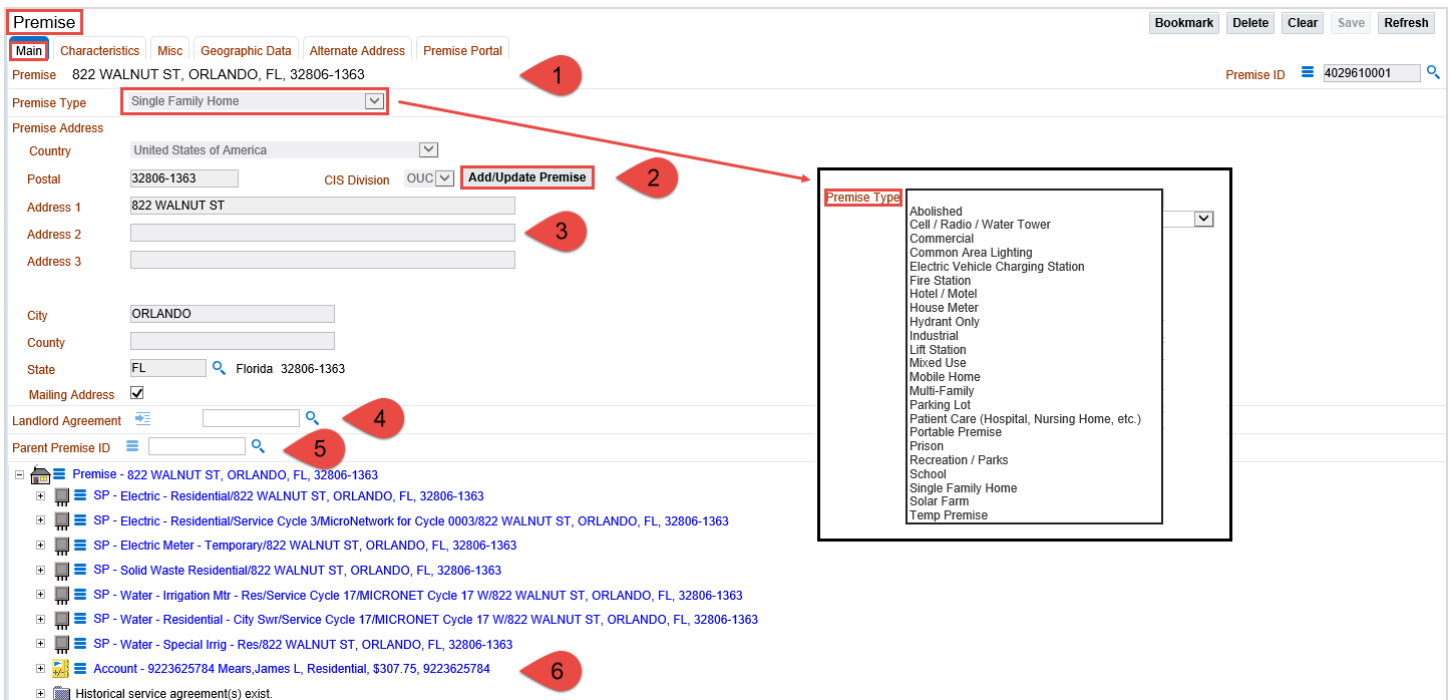 Premise
Bookmark Delete Clear Save Refresh
Main Characteristics Misc Geographic Data Alternate Address Premise Portal
Premise 822 WALNUT ST, ORLANDO, FL, 32806-1363
1
Premise ID 4029610001
Premise Type Single Family Home
Premise Address
Country United States of America
Postal 32806-1363 CIS Division OUC Add/Update Premise
2
Address 1 822 WALNUT ST
Address 2
3
Address 3
City ORLANDO
County
State FL Florida 32806-1363
Mailing Address
Landlord Agreement
4
Parent Premise ID
5
Premise - 822 WALNUT ST, ORLANDO, FL, 32806-1363
SP - Electric - Residential/822 WALNUT ST, ORLANDO, FL, 32806-1363
SP - Electric - Residential/Service Cycle 3/MicroNetwork for Cycle 0003/822 WALNUT ST, ORLANDO, FL, 32806-1363
SP - Electric Meter - Temporary/822 WALNUT ST, ORLANDO, FL, 32806-1363
SP - Solid Waste Residential/822 WALNUT ST, ORLANDO, FL, 32806-1363
SP - Water - Irrigation Mtr - Res/Service Cycle 17/MICRONET Cycle 17 W/822 WALNUT ST, ORLANDO, FL, 32806-1363
SP - Water - Residential - City Swr/Service Cycle 17/MICRONET Cycle 17 W/822 WALNUT ST, ORLANDO, FL, 32806-1363
SP - Water - Special Irrig - Res/822 WALNUT ST, ORLANDO, FL, 32806-1363
Account - 9223625784 Mears,James L, Residential, $307.75, 9223625784
6
Historical service agreement(s) exist.
Premise Type
Abolished
Cell / Radio / Water Tower
Commercial
Common Area Lighting
Electric Vehicle Charging Station
Fire Station
Hotel / Motel
House Meter
Hydrant Only
Industrial
Lift Station
Mixed Use
Mobile Home
Multi-Family
Parking Lot
Patient Care (Hospital, Nursing Home, etc.)
Portable Premise
Prison
Recreation / Parks
School
Single Family Home
Solar Farm
Temp Premise